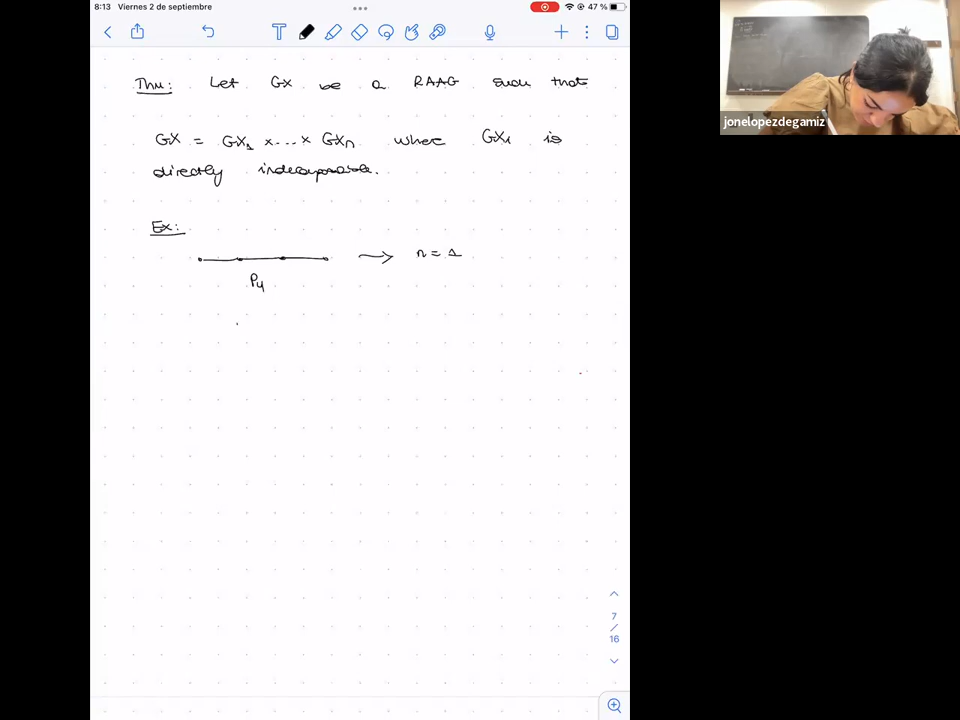 8:13 Viernes 2 de septiembre
47 %
Thm: Let GX be a RAAG such that
GX = GX₁ ×...× GXₙ where GXᵢ is
directly indecomposable.
Ex:
→ n = 1
P₄
7
/
16
jonelopezdegamiz